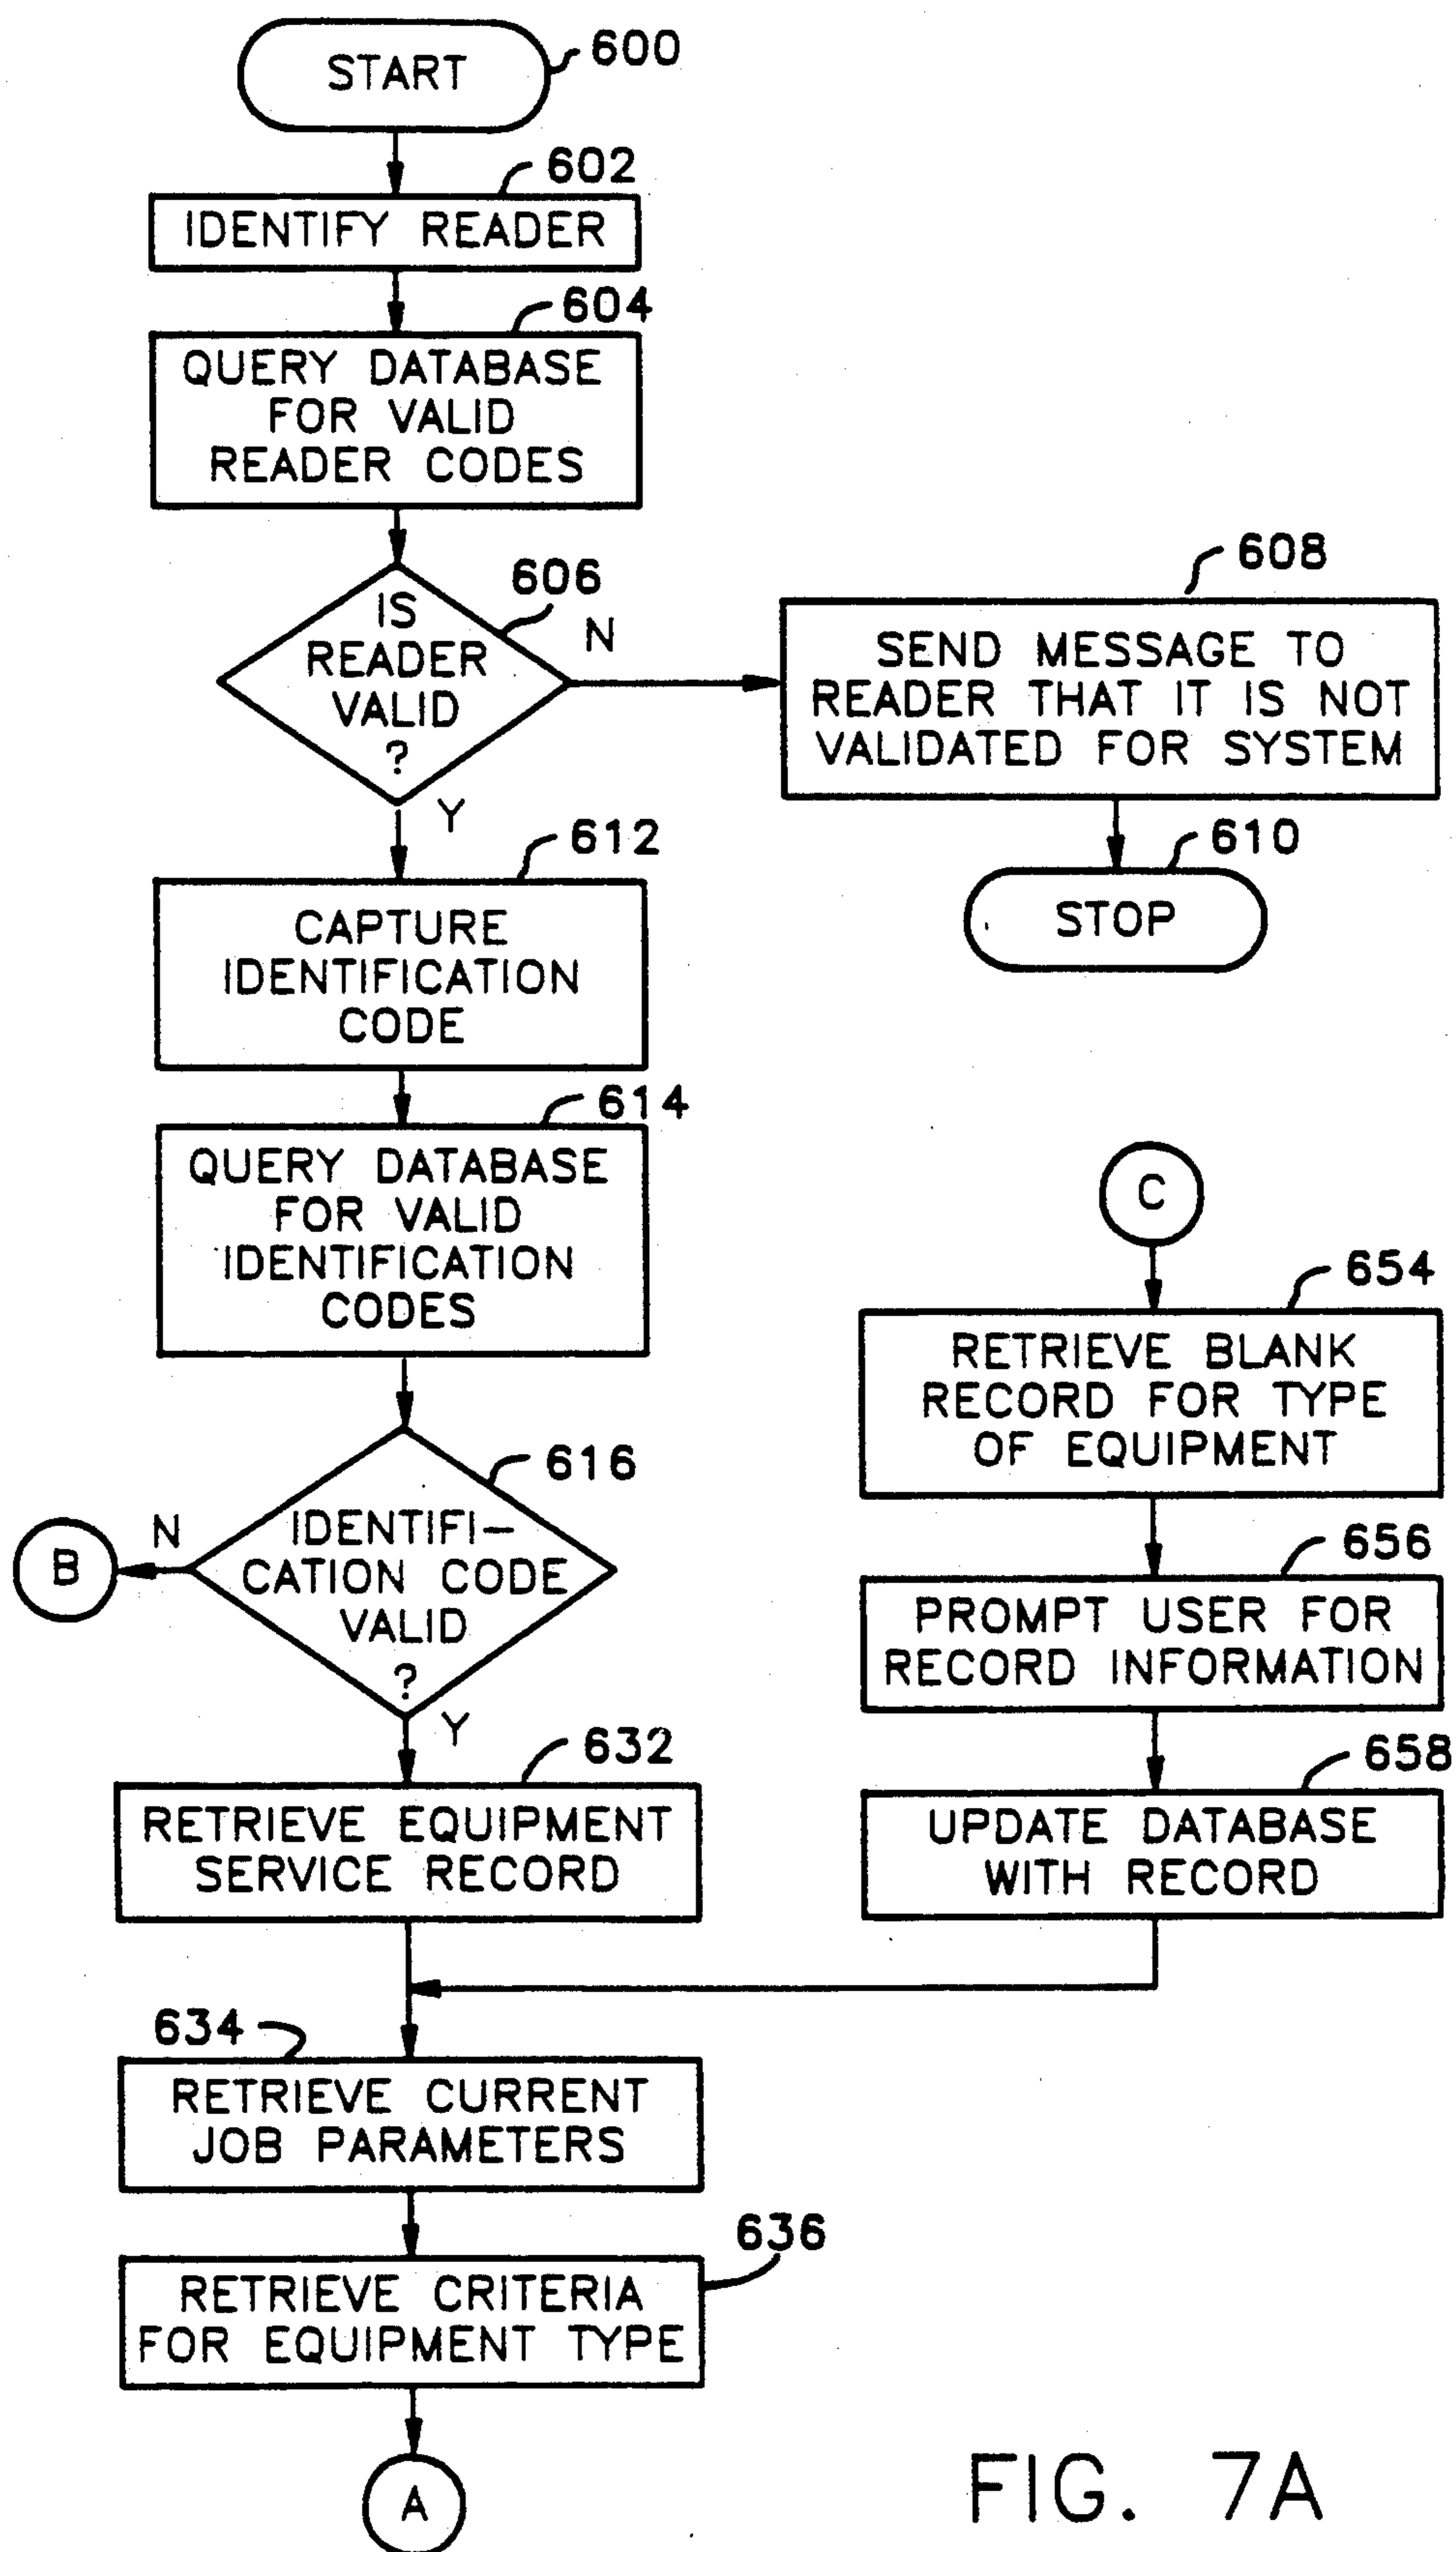 START
600
602
IDENTIFY READER
604
QUERY DATABASE
FOR VALID
READER CODES
606
IS
READER
VALID
?
N
Y
608
SEND MESSAGE TO
READER THAT IT IS NOT
VALIDATED FOR SYSTEM
610
STOP
612
CAPTURE
IDENTIFICATION
CODE
614
QUERY DATABASE
FOR VALID
IDENTIFICATION
CODES
616
IDENTIFI-
CATION CODE
VALID
?
N
B
Y
632
RETRIEVE EQUIPMENT
SERVICE RECORD
C
654
RETRIEVE BLANK
RECORD FOR TYPE
OF EQUIPMENT
656
PROMPT USER FOR
RECORD INFORMATION
658
UPDATE DATABASE
WITH RECORD
634
RETRIEVE CURRENT
JOB PARAMETERS
636
RETRIEVE CRITERIA
FOR EQUIPMENT TYPE
A
FIG. 7A